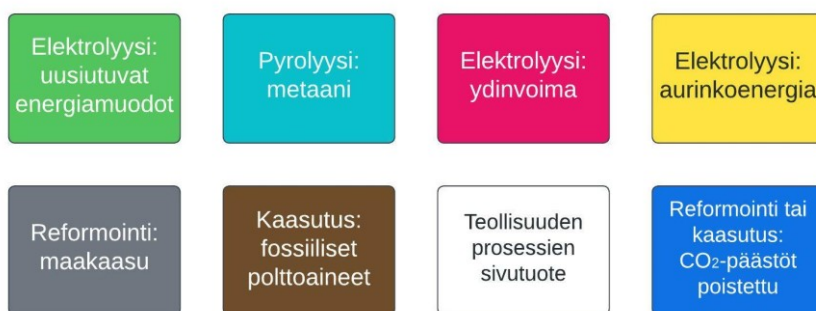 Elektrolyysi:
uusiutuvat
energiamuodot
Pyrolyysi:
metaani
Elektrolyysi:
ydinvoima
Elektrolyysi:
aurinkoenergia
Reformointi:
maakaasu
Kaasutus:
fossiiliset
polttoaineet
Teollisuuden
prosessien
sivutuote
Reformointi tai
kaasutus:
CO₂-päästöt
poistettu